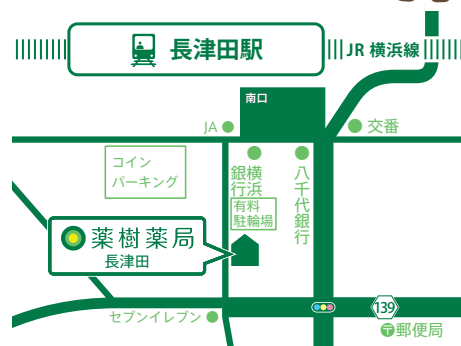 長津田駅
JR 横浜線
南口
JA
交番
コイン
パーキング
横浜
銀行
八千代銀行
有料
駐輪場
薬樹薬局
長津田
セブンイレブン
139
〒郵便局